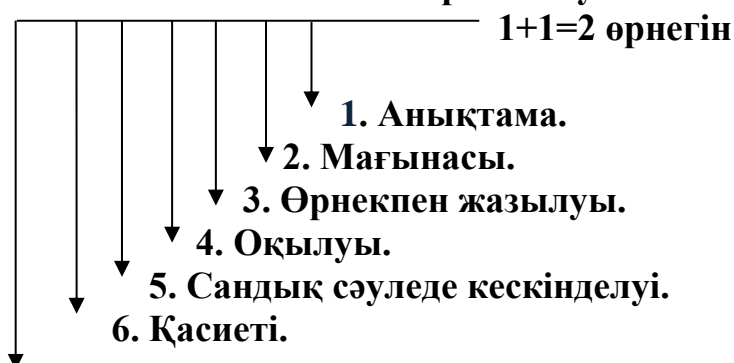 1+1=2 өрнегін
1. Анықтама.
2. Мағынасы.
3. Өрнекпен жазылуы.
4. Оқылуы.
5. Сандық сәуледе кескінделуі.
6. Қасиеті.